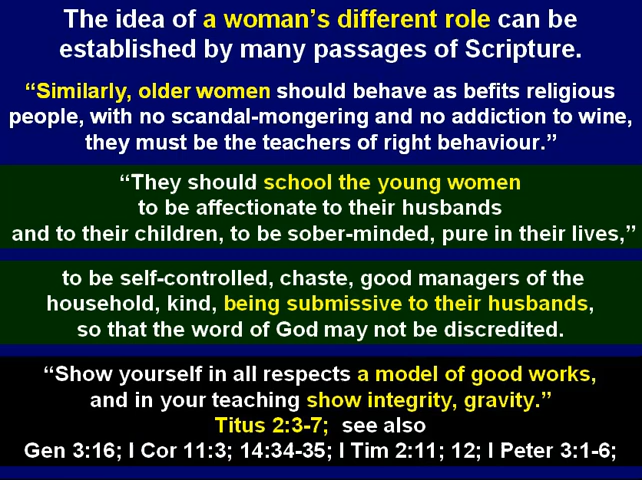 The idea of a woman's different role can be
established by many passages of Scripture.
“Similarly, older women should behave as befits religious
people, with no scandal-mongering and no addiction to wine,
they must be the teachers of right behaviour.”
“They should school the young women
to be affectionate to their husbands
and to their children, to be sober-minded, pure in their lives,”
to be self-controlled, chaste, good managers of the
household, kind, being submissive to their husbands,
so that the word of God may not be discredited.
“Show yourself in all respects a model of good works,
and in your teaching show integrity, gravity.”
Titus 2:3-7; see also
Gen 3:16; I Cor 11:3; 14:34-35; I Tim 2:11; 12; I Peter 3:1-6;